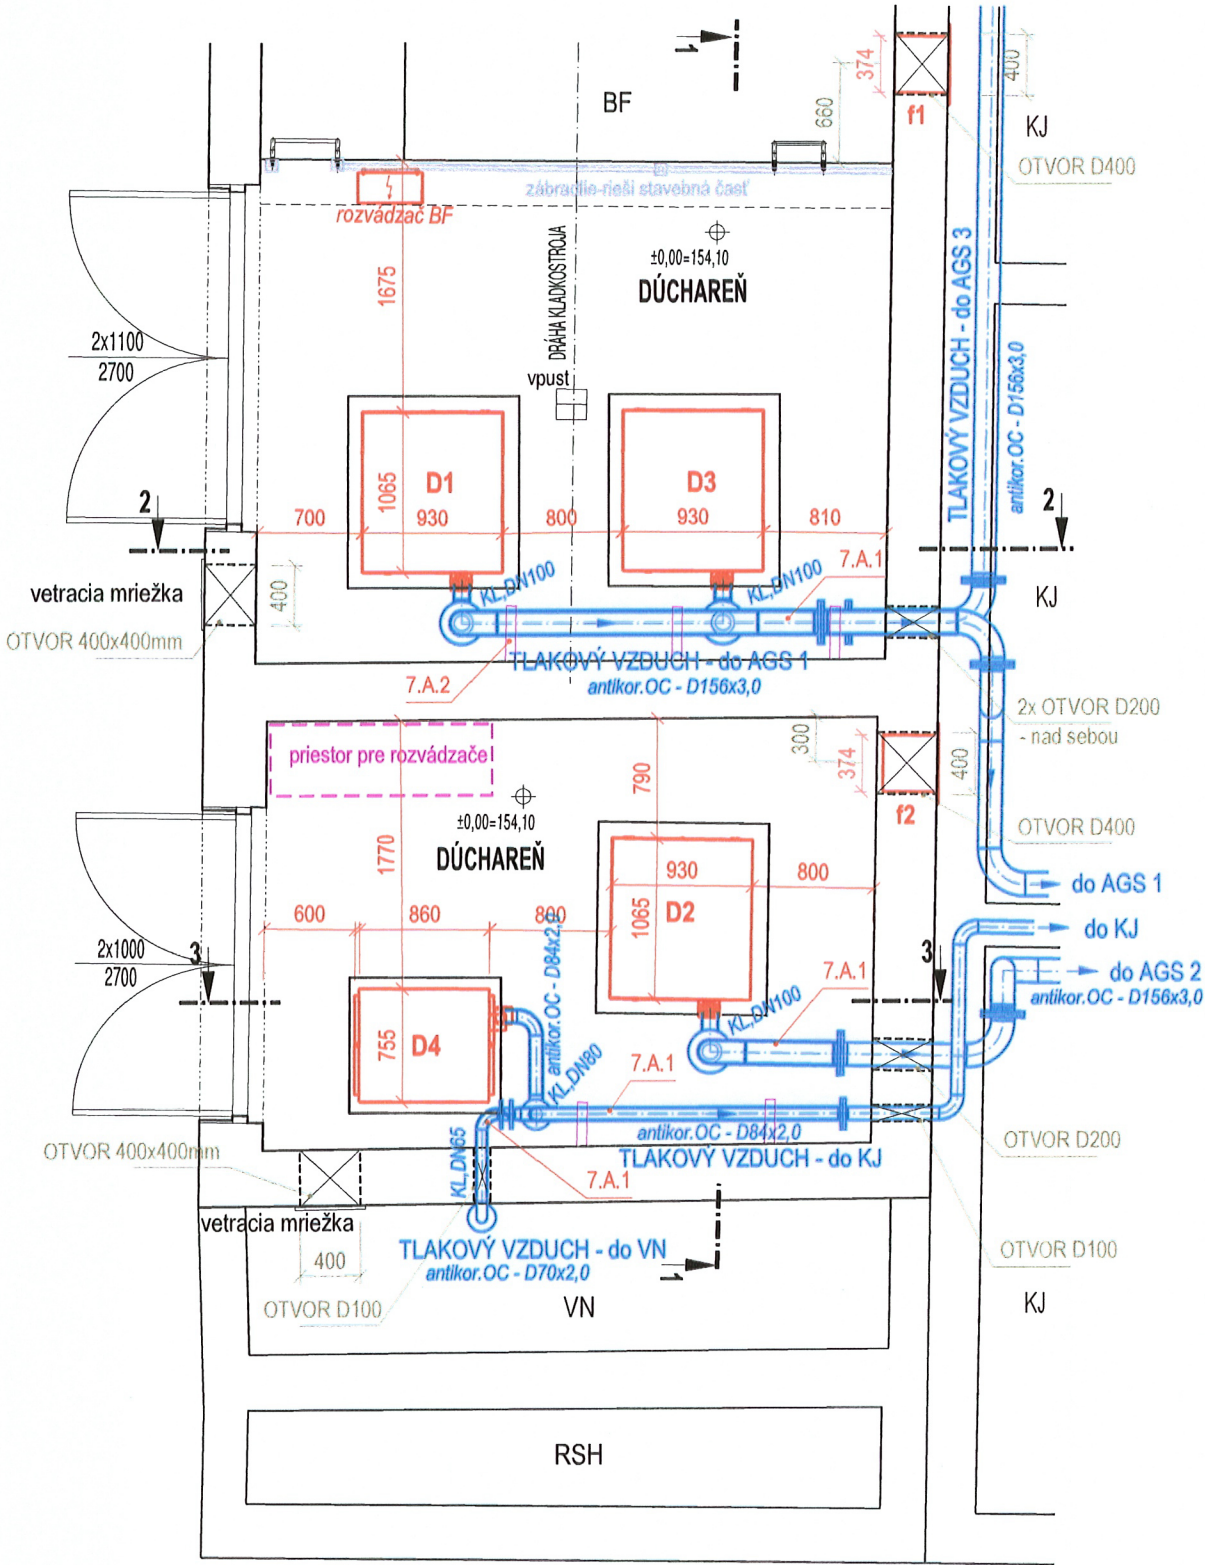 1
BF
374
400
660
f1
KJ
OTVOR D400
zábradlie-rieši stavebná časť
rozvádzač BF
±0,00=154,10
DÚCHAREŇ
DRÁHA KLADKOSTROJA
1675
TLAKOVÝ VZDUCH - do AGS 3
antikor.OC - D156x3,0
2x1100
2700
vpust
D1
1065
D3
2
2
700
930
800
930
810
7.A.1
KL,DN100
KL,DN100
vetracia mriežka
400
KJ
OTVOR 400x400mm
TLAKOVÝ VZDUCH - do AGS 1
antikor.OC - D156x3,0
7.A.2
2x OTVOR D200
- nad sebou
priestor pre rozvádzače
790
300
374
400
f2
±0,00=154,10
DÚCHAREŇ
OTVOR D400
1770
930
800
do AGS 1
600
860
800
1065
D2
do KJ
2x1000
2700
3
3
antikor.OC - D84x2,0
7.A.1
do AGS 2
antikor.OC - D156x3,0
KL,DN100
755
D4
KL,DN80
7.A.1
antikor.OC - D84x2,0
TLAKOVÝ VZDUCH - do KJ
OTVOR D200
OTVOR 400x400mm
KL,DN65
7.A.1
vetracia mriežka
TLAKOVÝ VZDUCH - do VN
antikor.OC - D70x2,0
400
1
OTVOR D100
OTVOR D100
VN
KJ
RSH